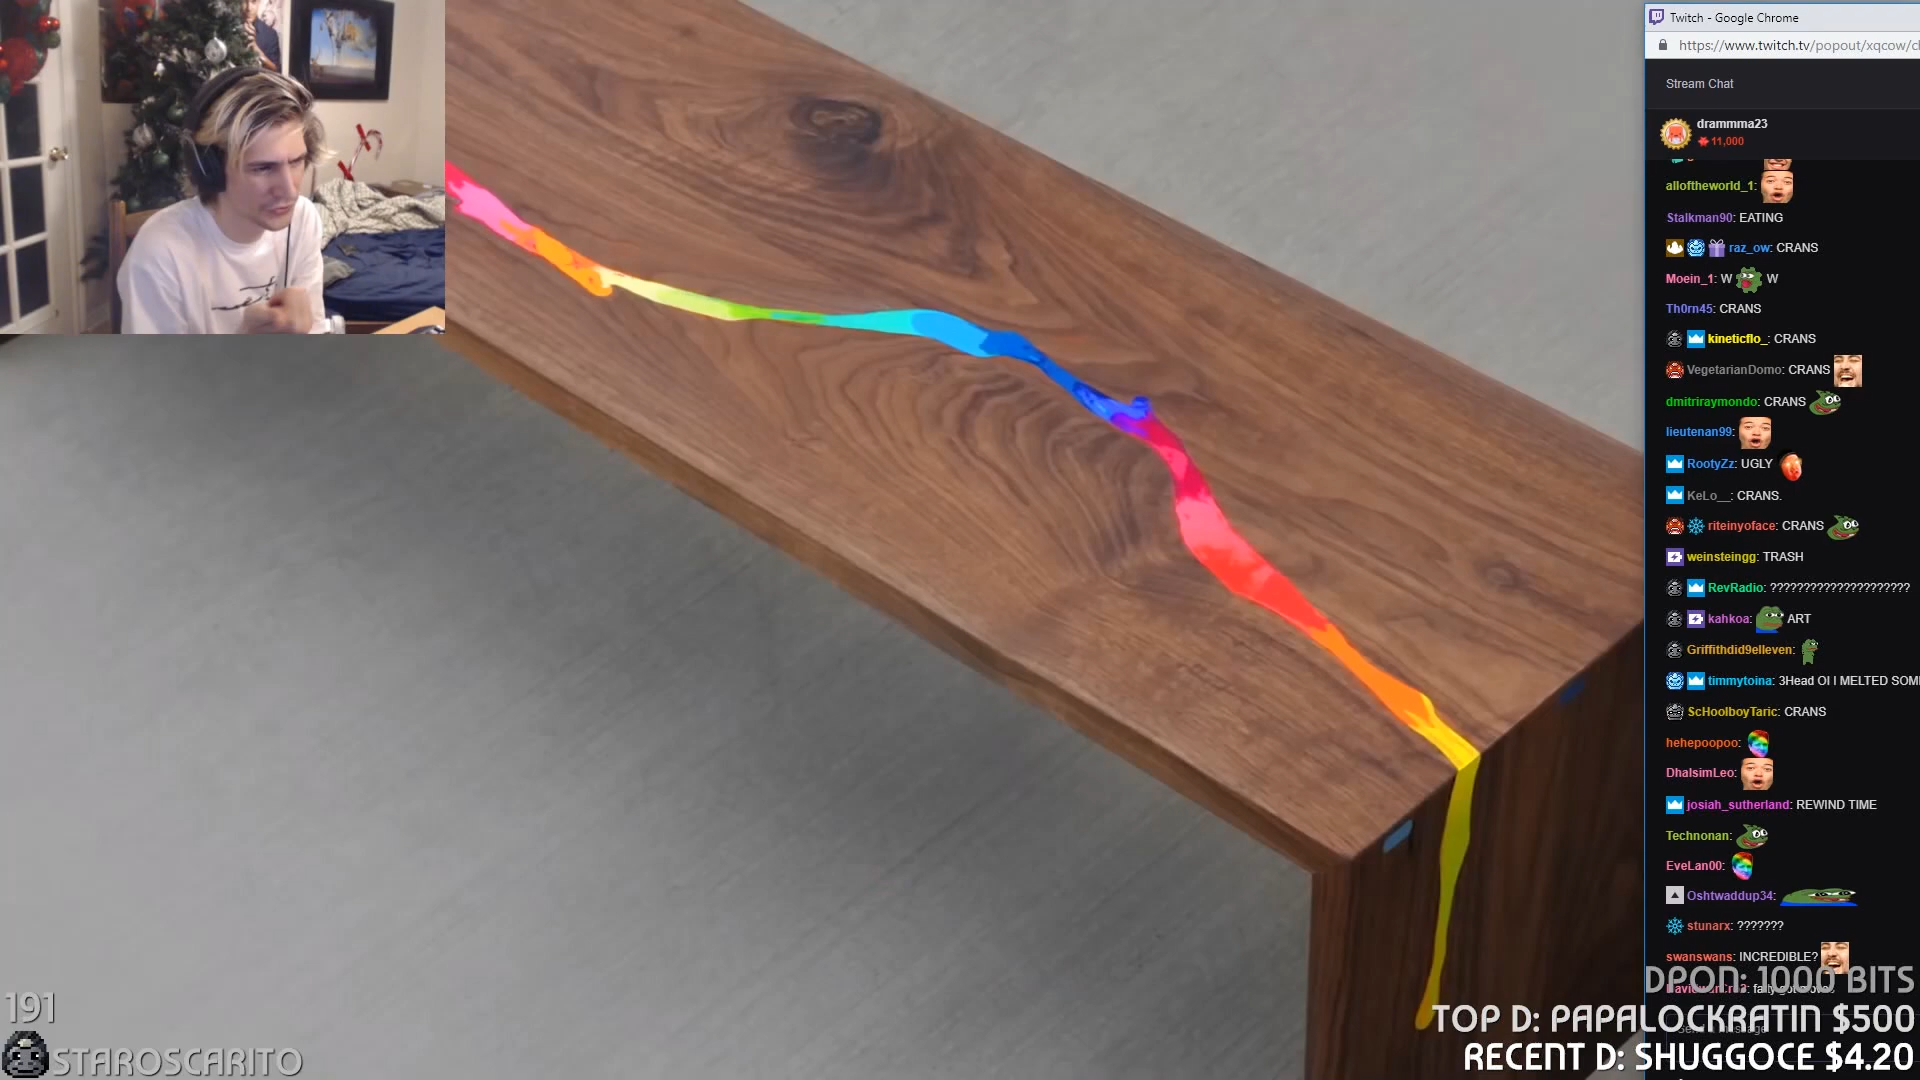 Twitch - Google Chrome
https://www.twitch.tv/popout/xqcow/c
Stream Chat
drammma23
11,000
alloftheworld_1:
Stalkman90: EATING
raz_ow: CRANS
Moein_1: W W
Th0rn45: CRANS
kineticflo_: CRANS
VegetarianDomo: CRANS
dmitriraymondo: CRANS
lieutenan99:
RootyZz: UGLY
KeLo__: CRANS.
riteinyoface: CRANS
weinsteingg: TRASH
RevRadio: ?????????????????????
kahkoa: ART
Griffithdid9elleven:
timmytoina: 3Head OI I MELTED SOM
ScHoolboyTaric: CRANS
hehepoopoo:
DhalsimLeo:
josiah_sutherland: REWIND TIME
Technonan:
EveLan00:
Oshtwaddup34:
stunarx: ???????
swanswans: INCREDIBLE?
DPON: 1000 BITS
TOP D: PAPALOCKRATIN $500
RECENT D: SHUGGOCE $4.20
191
STAROSCARITO